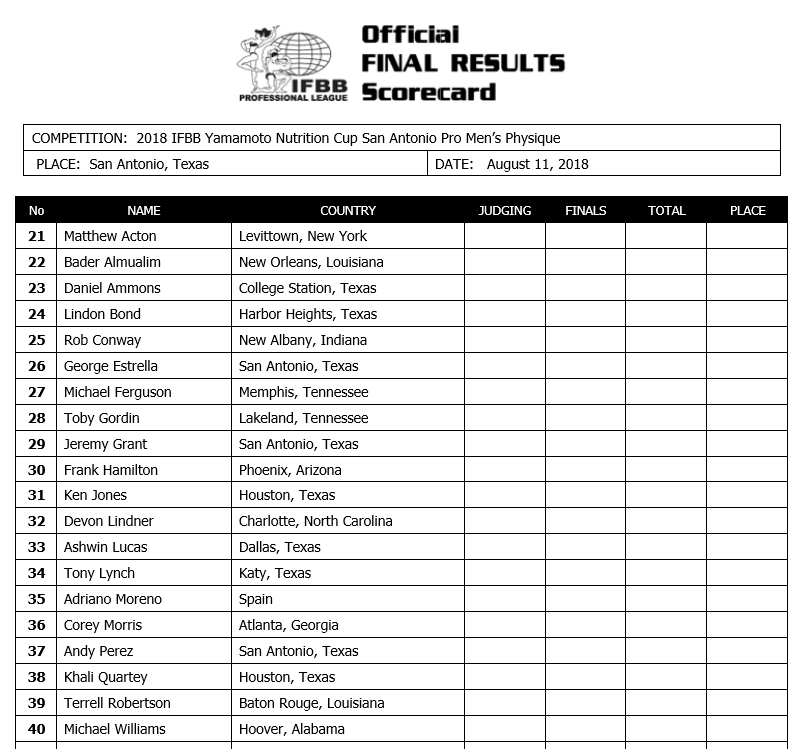 Official
FINAL RESULTS
Scorecard
IFBB
PROFESSIONAL LEAGUE
COMPETITION: 2018 IFBB Yamamoto Nutrition Cup San Antonio Pro Men’s Physique
PLACE: San Antonio, Texas DATE: August 11, 2018
No NAME COUNTRY JUDGING FINALS TOTAL PLACE
21 Matthew Acton Levittown, New York
22 Bader Almualim New Orleans, Louisiana
23 Daniel Ammons College Station, Texas
24 Lindon Bond Harbor Heights, Texas
25 Rob Conway New Albany, Indiana
26 George Estrella San Antonio, Texas
27 Michael Ferguson Memphis, Tennessee
28 Toby Gordin Lakeland, Tennessee
29 Jeremy Grant San Antonio, Texas
30 Frank Hamilton Phoenix, Arizona
31 Ken Jones Houston, Texas
32 Devon Lindner Charlotte, North Carolina
33 Ashwin Lucas Dallas, Texas
34 Tony Lynch Katy, Texas
35 Adriano Moreno Spain
36 Corey Morris Atlanta, Georgia
37 Andy Perez San Antonio, Texas
38 Khali Quartey Houston, Texas
39 Terrell Robertson Baton Rouge, Louisiana
40 Michael Williams Hoover, Alabama